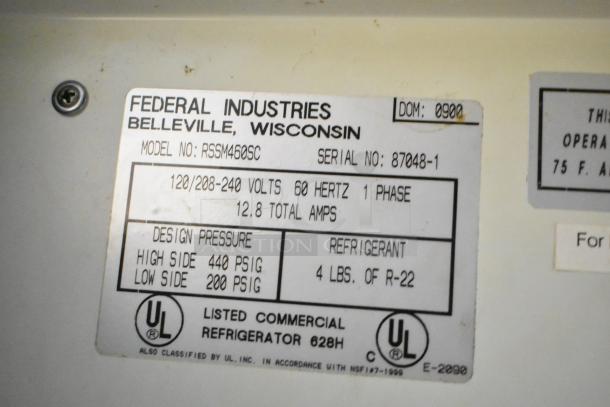 FEDERAL INDUSTRIES
DOM: 0900
BELLEVILLE, WISCONSIN
MODEL NO: RSSM460SC SERIAL NO: 87048-1
120/208-240 VOLTS 60 HERTZ 1 PHASE
12.8 TOTAL AMPS
DESIGN PRESSURE
HIGH SIDE 440 PSIG
LOW SIDE 200 PSIG
REFRIGERANT
4 LBS. OF R-22
UL
®
LISTED COMMERCIAL
REFRIGERATOR 628H
C UL
®
ALSO CLASSIFIED BY UL, INC. IN ACCORDANCE WITH NSFI#7-1999
E-2090
THIS
OPERA
75 F. A
For